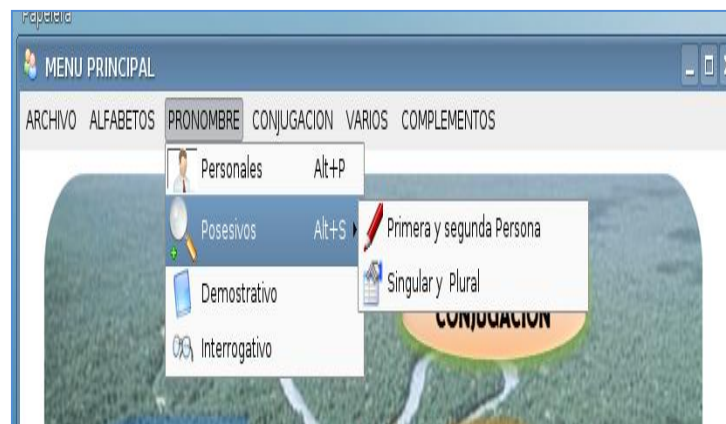 Papelera
MENU PRINCIPAL
ARCHIVO ALFABETOS PRONOMBRE CONJUGACION VARIOS COMPLEMENTOS
Personales Alt+P
Posesivos Alt+S
Primera y segunda Persona
Singular y Plural
Demostrativo
Interrogativo
CONJUGACION